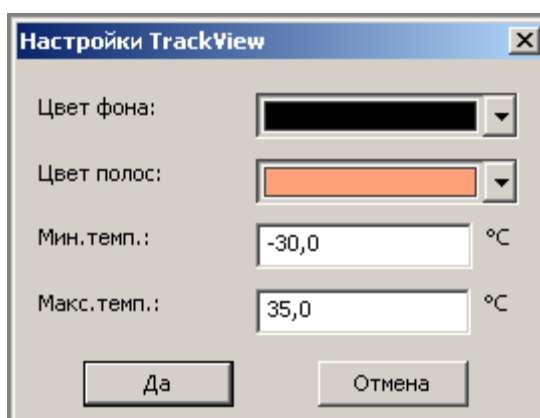 Настройки TrackView
Цвет фона:
Цвет полос:
Мин.темп.: -30,0 °C
Макс.темп.: 35,0 °C
Да Отмена